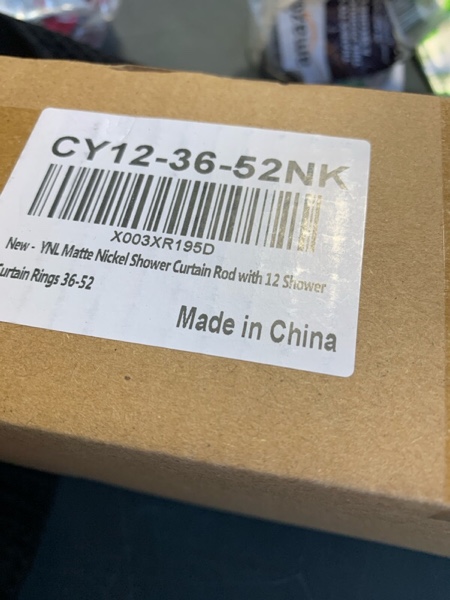 CY12-36-52NK
X003XR195D
New - YNL Matte Nickel Shower Curtain Rod with 12 Shower
Curtain Rings 36-52
Made in China